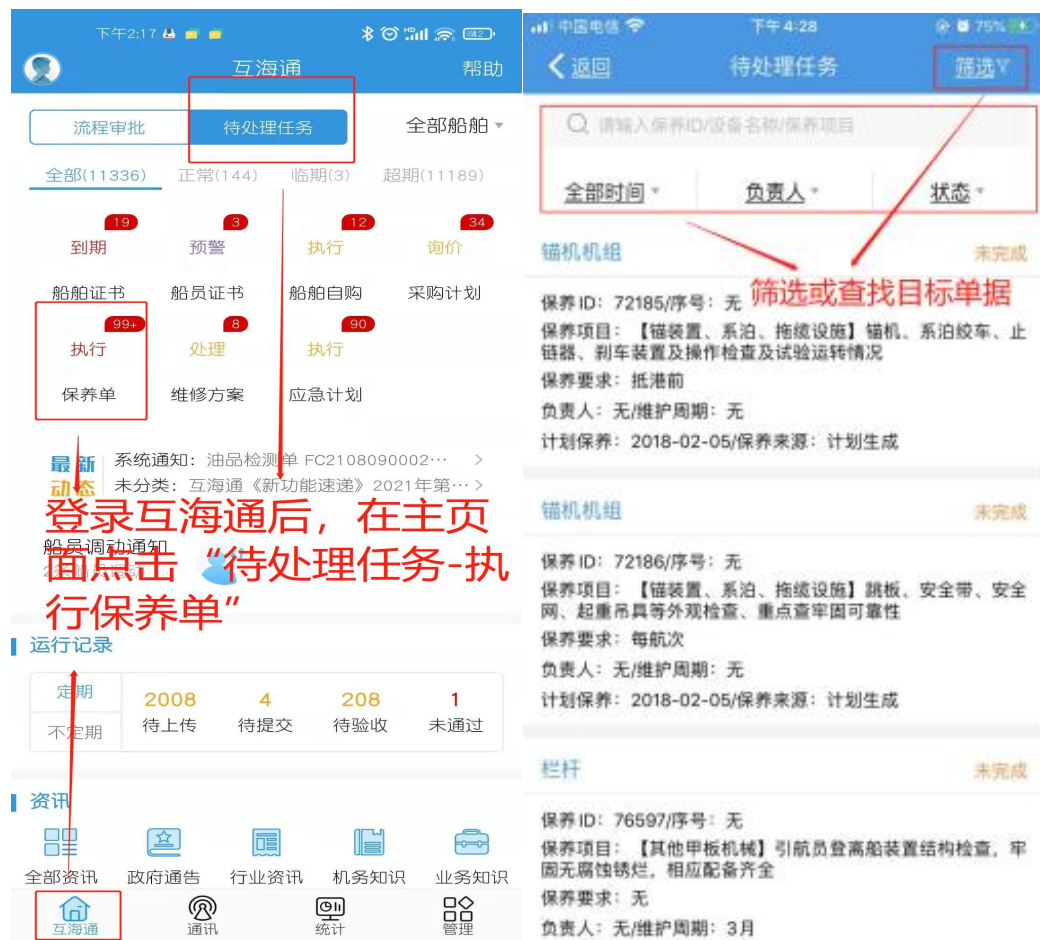 下午2:17
HD
42
互海通
帮助
流程审批
待处理任务
全部船舶
全部(11336)
正常(144)
临期(3)
超期(11189)
19
3
12
34
到期
预警
执行
询价
船舶证书
船员证书
船舶自购
采购计划
99+
8
90
执行
处理
执行
保养单
维修方案
应急计划
最新动态
系统通知：油品检测单 FC2108090002… >
未分类：互海通《新功能速递》2021年第… >
登录互海通后，在主页
面点击“待处理任务-执
行保养单”
船员调动通知
运行记录
定期
不定期
2008
4
208
1
待上传
待提交
待验收
未通过
资讯
全部资讯
政府通告
行业资讯
机务知识
业务知识
互海通
通讯
统计
管理
中国电信
下午4:28
75%
返回
待处理任务
筛选
请输入保养ID/设备名称/保养项目
全部时间
负责人
状态
筛选或查找目标单据
锚机机组
未完成
保养ID：72185/序号：无
保养项目：【锚装置、系泊、拖缆设施】锚机、系泊绞车、止
链器、刹车装置及操作检查及试验运转情况
保养要求：抵港前
负责人：无/维护周期：无
计划保养：2018-02-05/保养来源：计划生成
锚机机组
未完成
保养ID：72186/序号：无
保养项目：【锚装置、系泊、拖缆设施】跳板、安全带、安全
网、起重吊具等外观检查、重点查牢固可靠性
保养要求：每航次
负责人：无/维护周期：无
计划保养：2018-02-05/保养来源：计划生成
栏杆
未完成
保养ID：76597/序号：无
保养项目：【其他甲板机械】引航员登离船装置结构检查，牢
固无腐蚀锈烂，相应配备齐全
保养要求：无
负责人：无/维护周期：3月